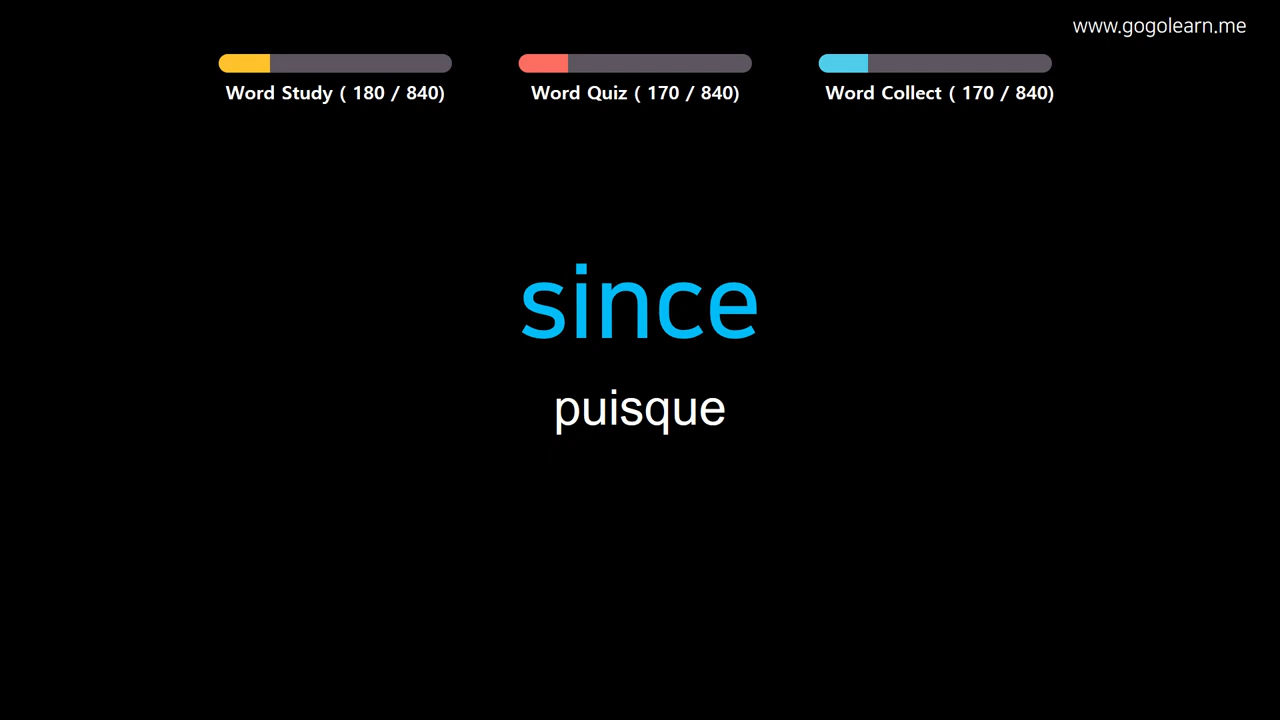 www.gogolearn.me
Word Study ( 180 / 840)
Word Quiz ( 170 / 840)
Word Collect ( 170 / 840)
since
puisque